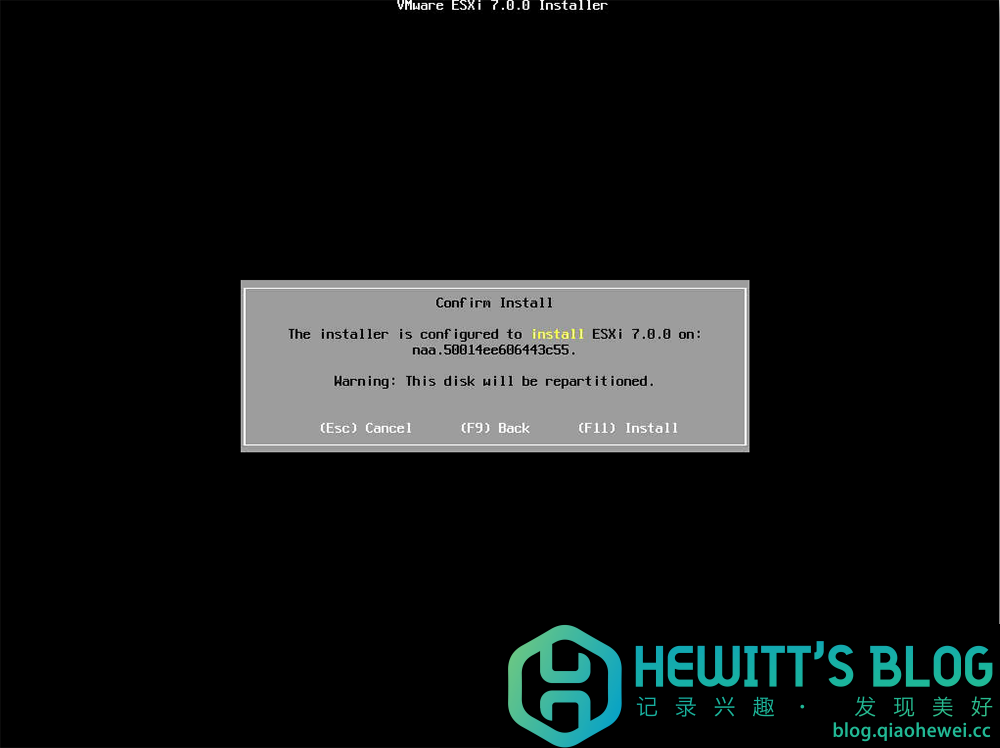 VMware ESXi 7.0.0 Installer
Confirm Install
The installer is configured to install ESXi 7.0.0 on:
naa.50014ee606443c55.
Warning: This disk will be repartitioned.
(Esc) Cancel (F9) Back (F11) Install
HEWITT'S BLOG
记录兴趣 · 发现美好
blog.qiaohewei.cc